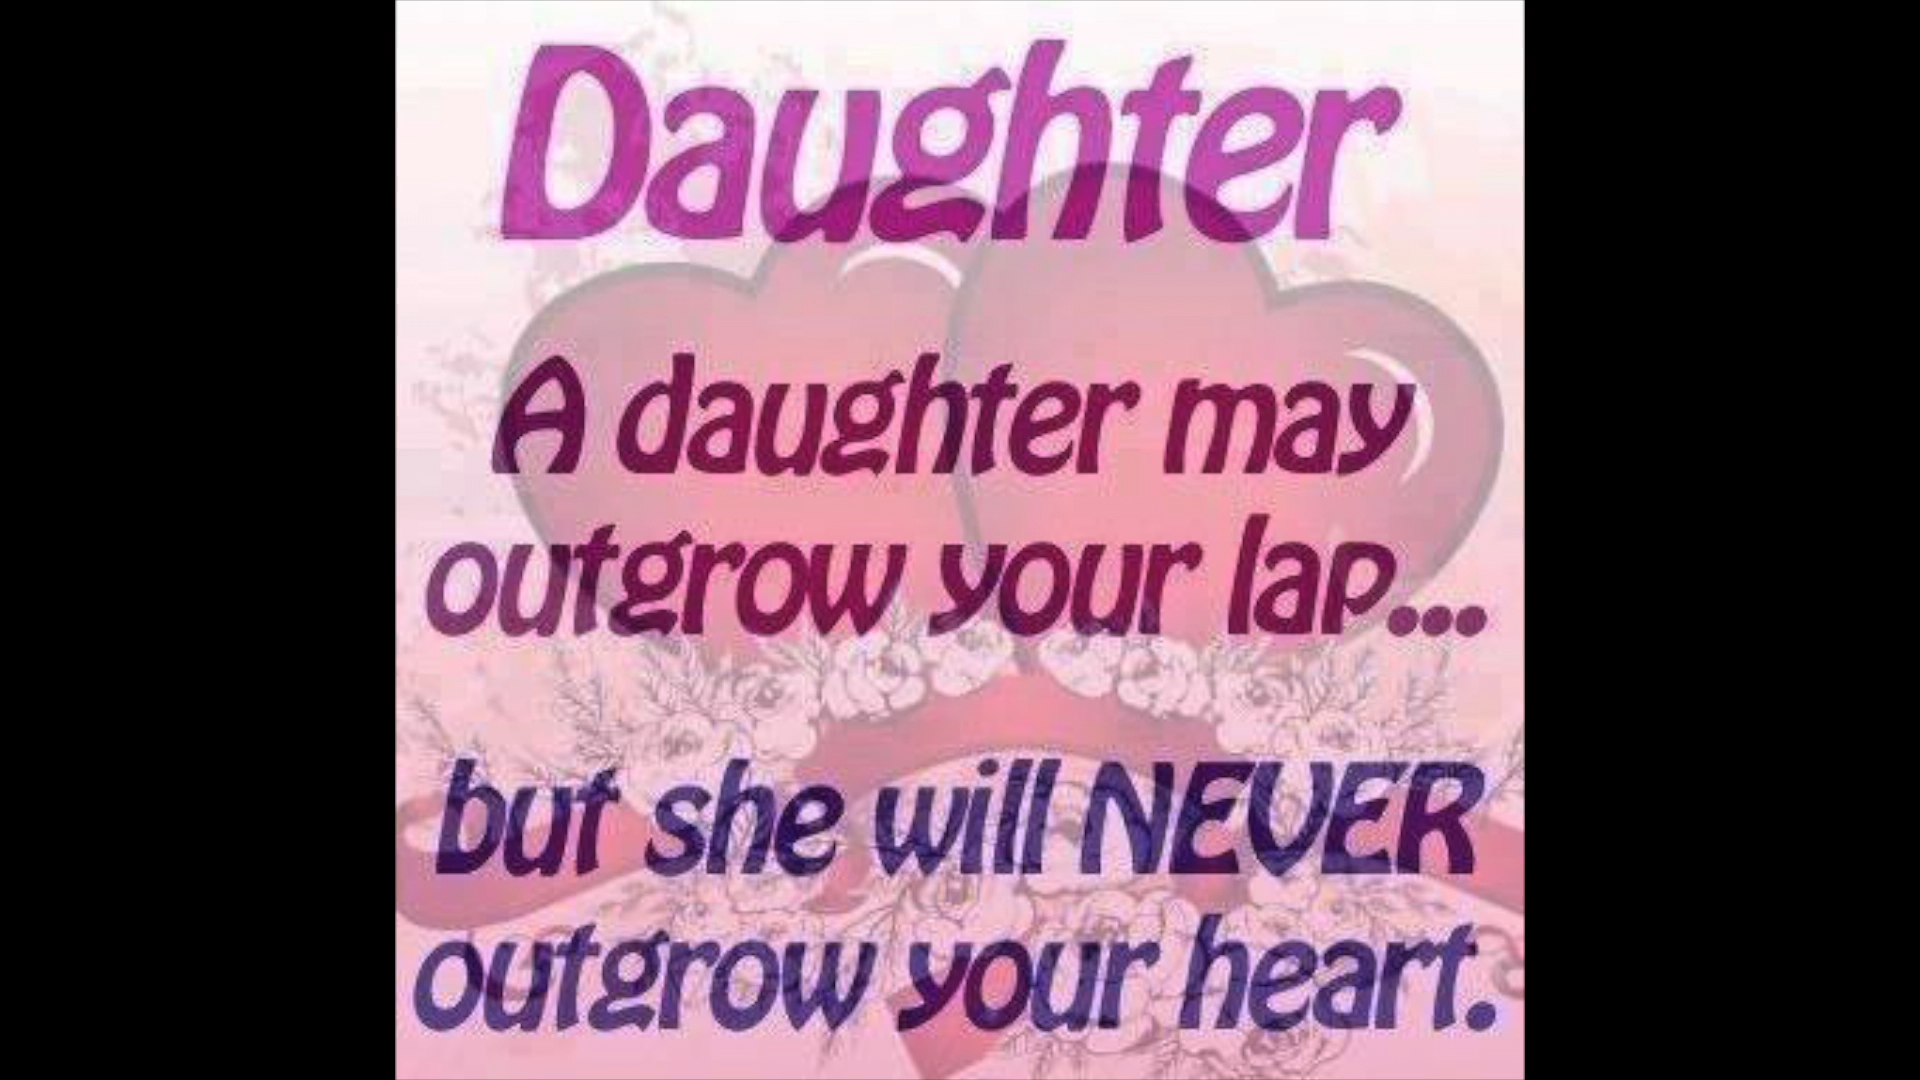 Daughter
A daughter may
outgrow your lap...
but she will NEVER
outgrow your heart.